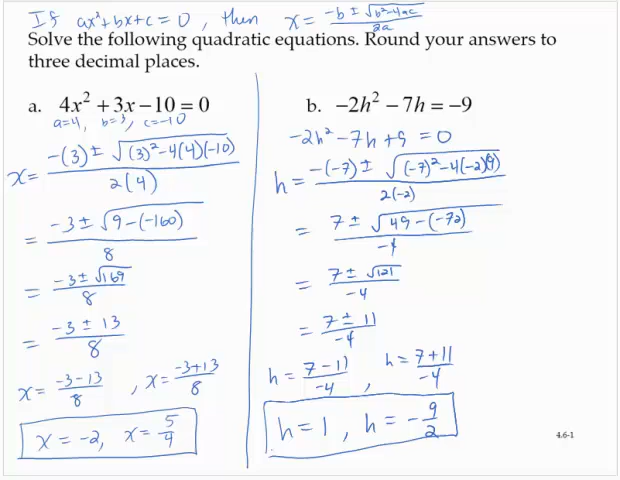 If ax²+bx+c=0, then x = (-b ± √(b²-4ac))/(2a)
Solve the following quadratic equations. Round your answers to
three decimal places.
a. 4x² + 3x − 10 = 0
a=4, b=3, c=-10
x = (-(3) ± √((3)²-4(4)(-10)))/(2(4))
= (-3 ± √(9-(-160)))/8
= (-3 ± √169)/8
= (-3 ± 13)/8
x = (-3-13)/8 , x = (-3+13)/8
x = -2, x = 5/4
b. −2h² − 7h = −9
-2h² - 7h + 9 = 0
h = (-(-7) ± √((-7)²-4(-2)(9)))/(2(-2))
= (7 ± √(49-(-72)))/-4
= (7 ± √121)/-4
= (7 ± 11)/-4
h = (7-11)/-4 , h = (7+11)/-4
h = 1 , h = -9/2
4.6-1